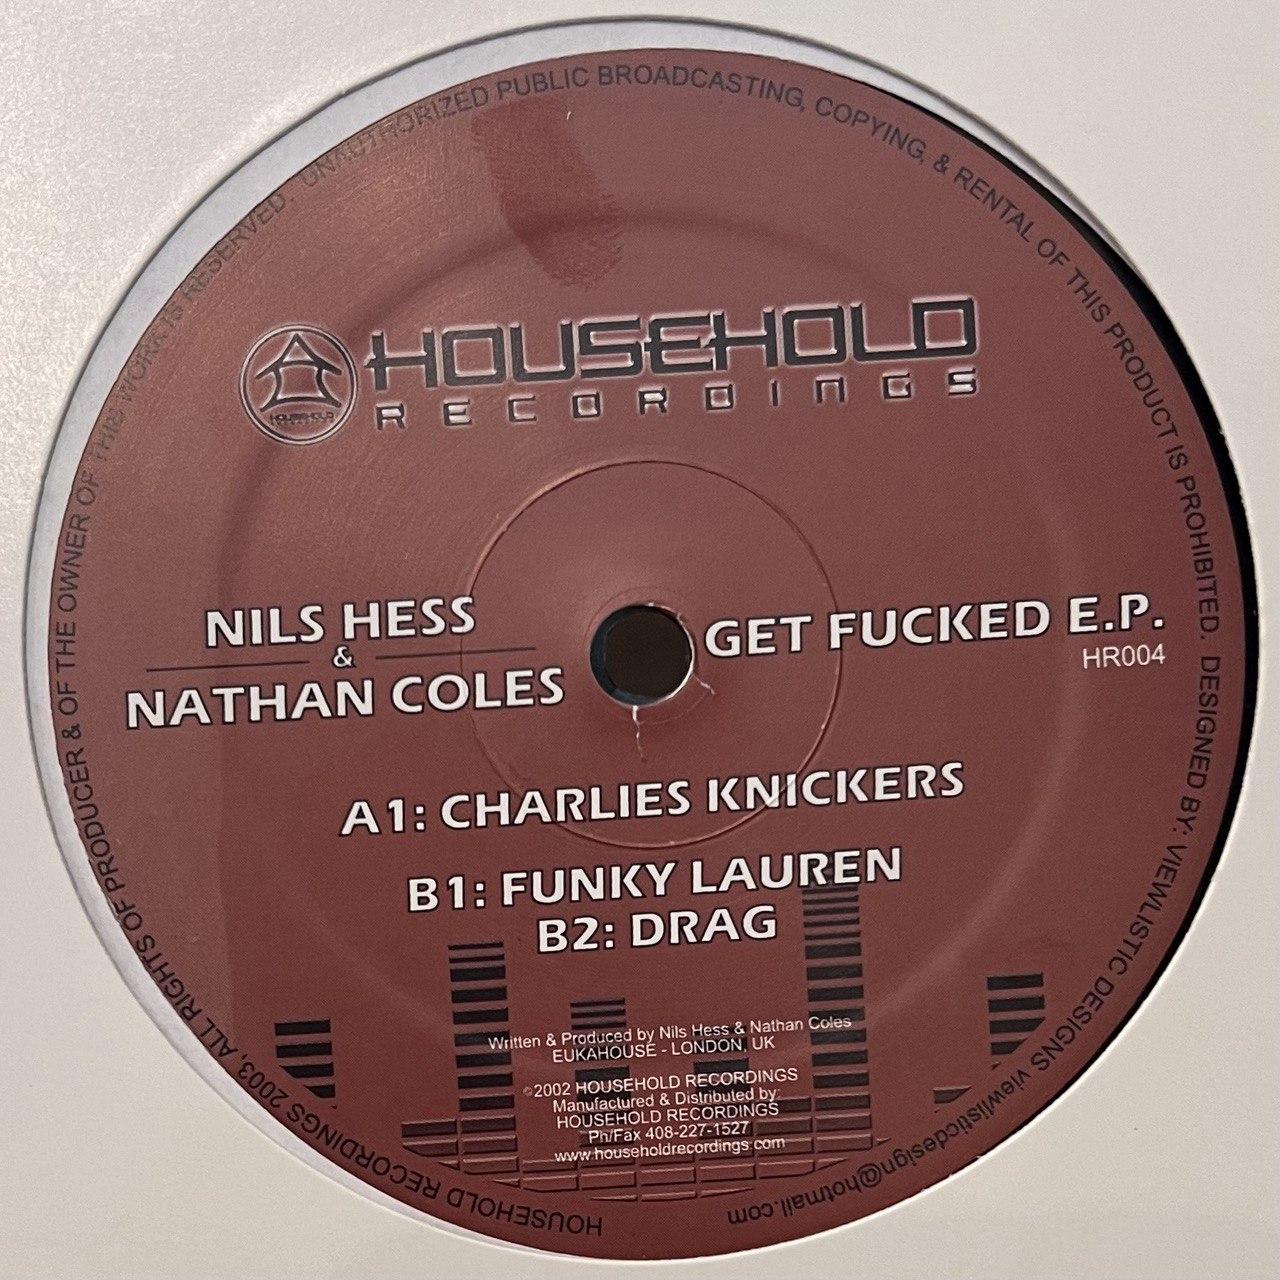 HOUSEHOLD RECORDINGS 2003, ALL RIGHTS OF PRODUCER & OF THE OWNER OF THIS WORK IS RESERVED. UNAUTHORIZED PUBLIC BROADCASTING, COPYING, & RENTAL OF THIS PRODUCT IS PROHIBITED. DESIGNED BY: VIEWLISTIC DESIGNS viewlisticdesign@hotmail.com
HOUSEHOLD
RECORDINGS
HOUSEHOLD
NILS HESS
&
NATHAN COLES
GET FUCKED E.P.
HR004
A1: CHARLIES KNICKERS
B1: FUNKY LAUREN
B2: DRAG
Written & Produced by Nils Hess & Nathan Coles
EUKAHOUSE - LONDON, UK
©2002 HOUSEHOLD RECORDINGS
Manufactured & Distributed by:
HOUSEHOLD RECORDINGS
Ph/Fax 408-227-1527
www.householdrecordings.com